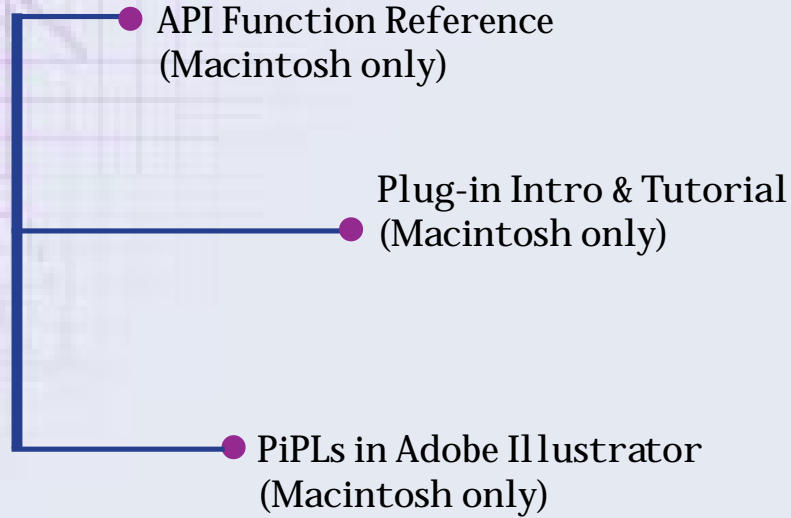 API Function Reference
(Macintosh only)
Plug-in Intro & Tutorial
(Macintosh only)
PiPLs in Adobe Illustrator
(Macintosh only)